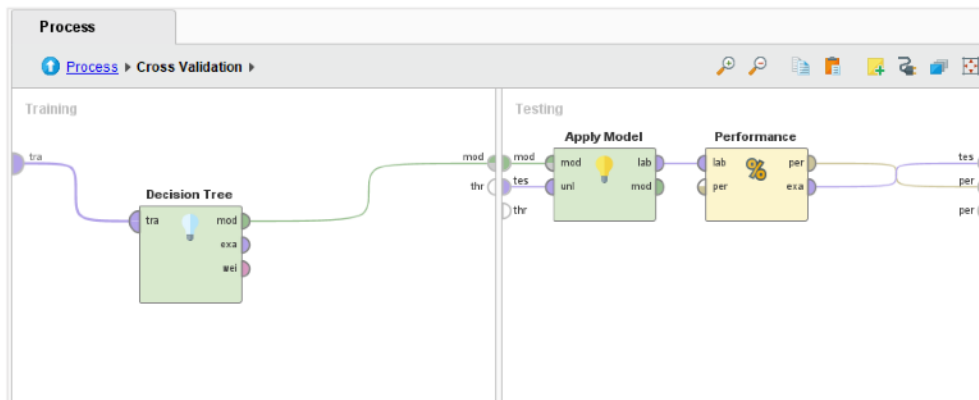 Process
Process Cross Validation
Training
tra
mod
thr
Decision Tree
tra
mod
exa
wei
Testing
mod
tes
thr
Apply Model
mod
lab
unl
mod
Performance
%
lab
per
per
exa
tes
per
per